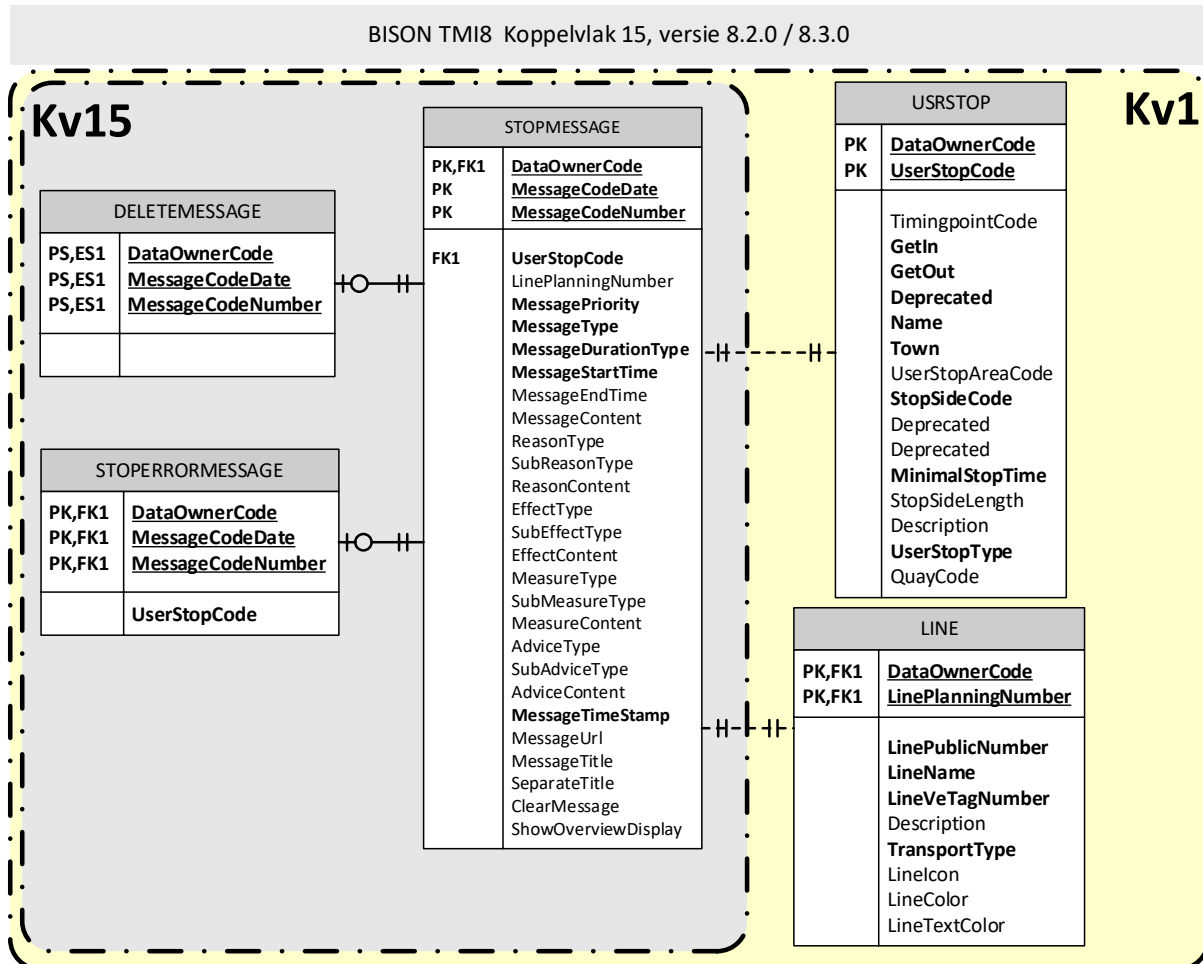 BISON TMI8 Koppelvlak 15, versie 8.2.0 / 8.3.0
Kv15
Kv1
DELETEMESSAGE
PS,ES1 DataOwnerCode
PS,ES1 MessageCodeDate
PS,ES1 MessageCodeNumber
STOPERRORMESSAGE
PK,FK1 DataOwnerCode
PK,FK1 MessageCodeDate
PK,FK1 MessageCodeNumber
UserStopCode
STOPMESSAGE
PK,FK1 DataOwnerCode
PK MessageCodeDate
PK MessageCodeNumber
FK1 UserStopCode
LinePlanningNumber
MessagePriority
MessageType
MessageDurationType
MessageStartTime
MessageEndTime
MessageContent
ReasonType
SubReasonType
ReasonContent
EffectType
SubEffectType
EffectContent
MeasureType
SubMeasureType
MeasureContent
AdviceType
SubAdviceType
AdviceContent
MessageTimeStamp
MessageUrl
MessageTitle
SeparateTitle
ClearMessage
ShowOverviewDisplay
USRSTOP
PK DataOwnerCode
PK UserStopCode
TimingpointCode
GetIn
GetOut
Deprecated
Name
Town
UserStopAreaCode
StopSideCode
Deprecated
Deprecated
MinimalStopTime
StopSideLength
Description
UserStopType
QuayCode
LINE
PK,FK1 DataOwnerCode
PK,FK1 LinePlanningNumber
LinePublicNumber
LineName
LineVeTagNumber
Description
TransportType
LineIcon
LineColor
LineTextColor